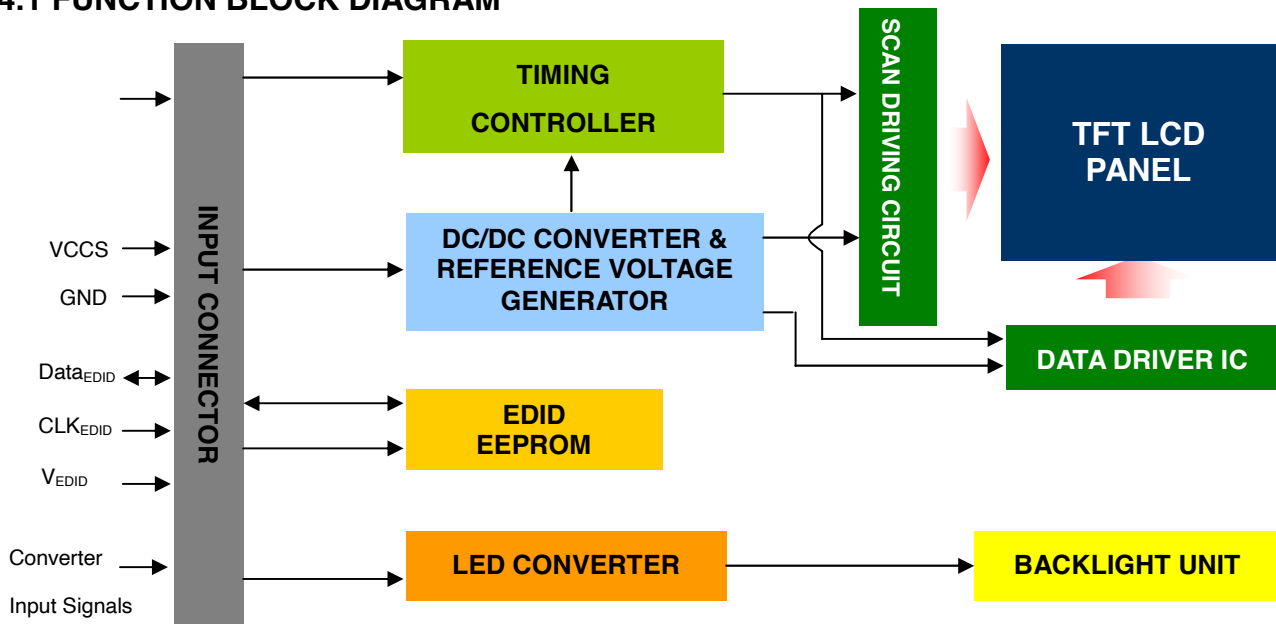 4.1 FUNCTION BLOCK DIAGRAM
TIMING
CONTROLLER
SCAN DRIVING CIRCUIT
TFT LCD
PANEL
INPUT CONNECTOR
VCCS
GND
DC/DC CONVERTER &
REFERENCE VOLTAGE
GENERATOR
DATA DRIVER IC
DataEDID
CLKEDID
VEDID
EDID
EEPROM
Converter
Input Signals
LED CONVERTER
BACKLIGHT UNIT